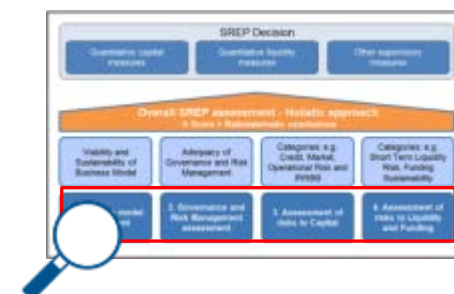 SREP Decision
Quantitative capital
measures
Quantitative liquidity
measures
Other supervisory
measures
Overall SREP assessment - Holistic approach
Viability and
Sustainability of
Business Model
Adequacy of
Governance and Risk
Management
Categories: e.g.
Credit, Market,
Operational Risk and
IRRBB
Categories: e.g.
Short Term Liquidity
Risk, Funding
Sustainability
model
2. Governance and
Risk Management
assessment
3. Assessment of
risks to Capital
4. Assessment of
risks to Liquidity
and Funding